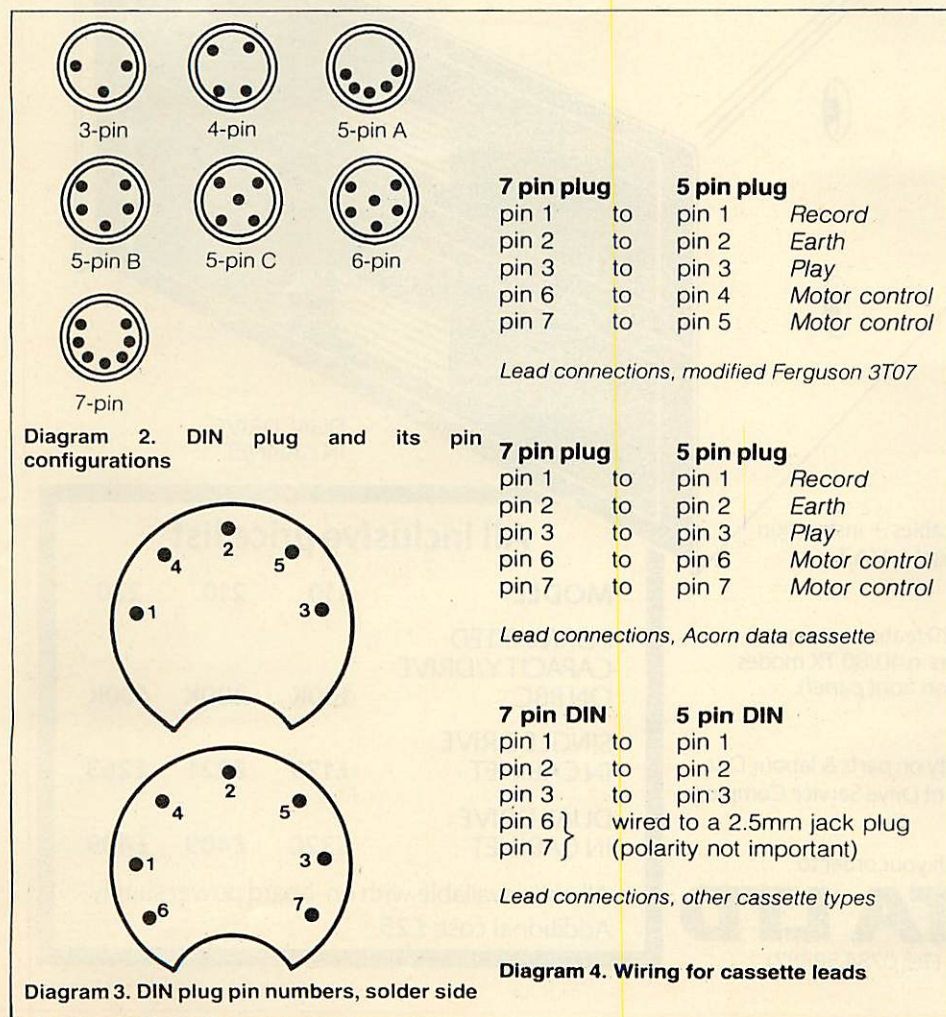 3-pin 4-pin 5-pin A
5-pin B 5-pin C 6-pin
7-pin
Diagram 2. DIN plug and its pin
configurations
2
4 5
1 3
2
4 5
1 3
6 7
Diagram 3. DIN plug pin numbers, solder side
7 pin plug 5 pin plug
pin 1 to pin 1 Record
pin 2 to pin 2 Earth
pin 3 to pin 3 Play
pin 6 to pin 4 Motor control
pin 7 to pin 5 Motor control
Lead connections, modified Ferguson 3T07
7 pin plug 5 pin plug
pin 1 to pin 1 Record
pin 2 to pin 2 Earth
pin 3 to pin 3 Play
pin 6 to pin 6 Motor control
pin 7 to pin 7 Motor control
Lead connections, Acorn data cassette
7 pin DIN 5 pin DIN
pin 1 to pin 1
pin 2 to pin 2
pin 3 to pin 3
pin 6 } wired to a 2.5mm jack plug
pin 7 } (polarity not important)
Lead connections, other cassette types
Diagram 4. Wiring for cassette leads